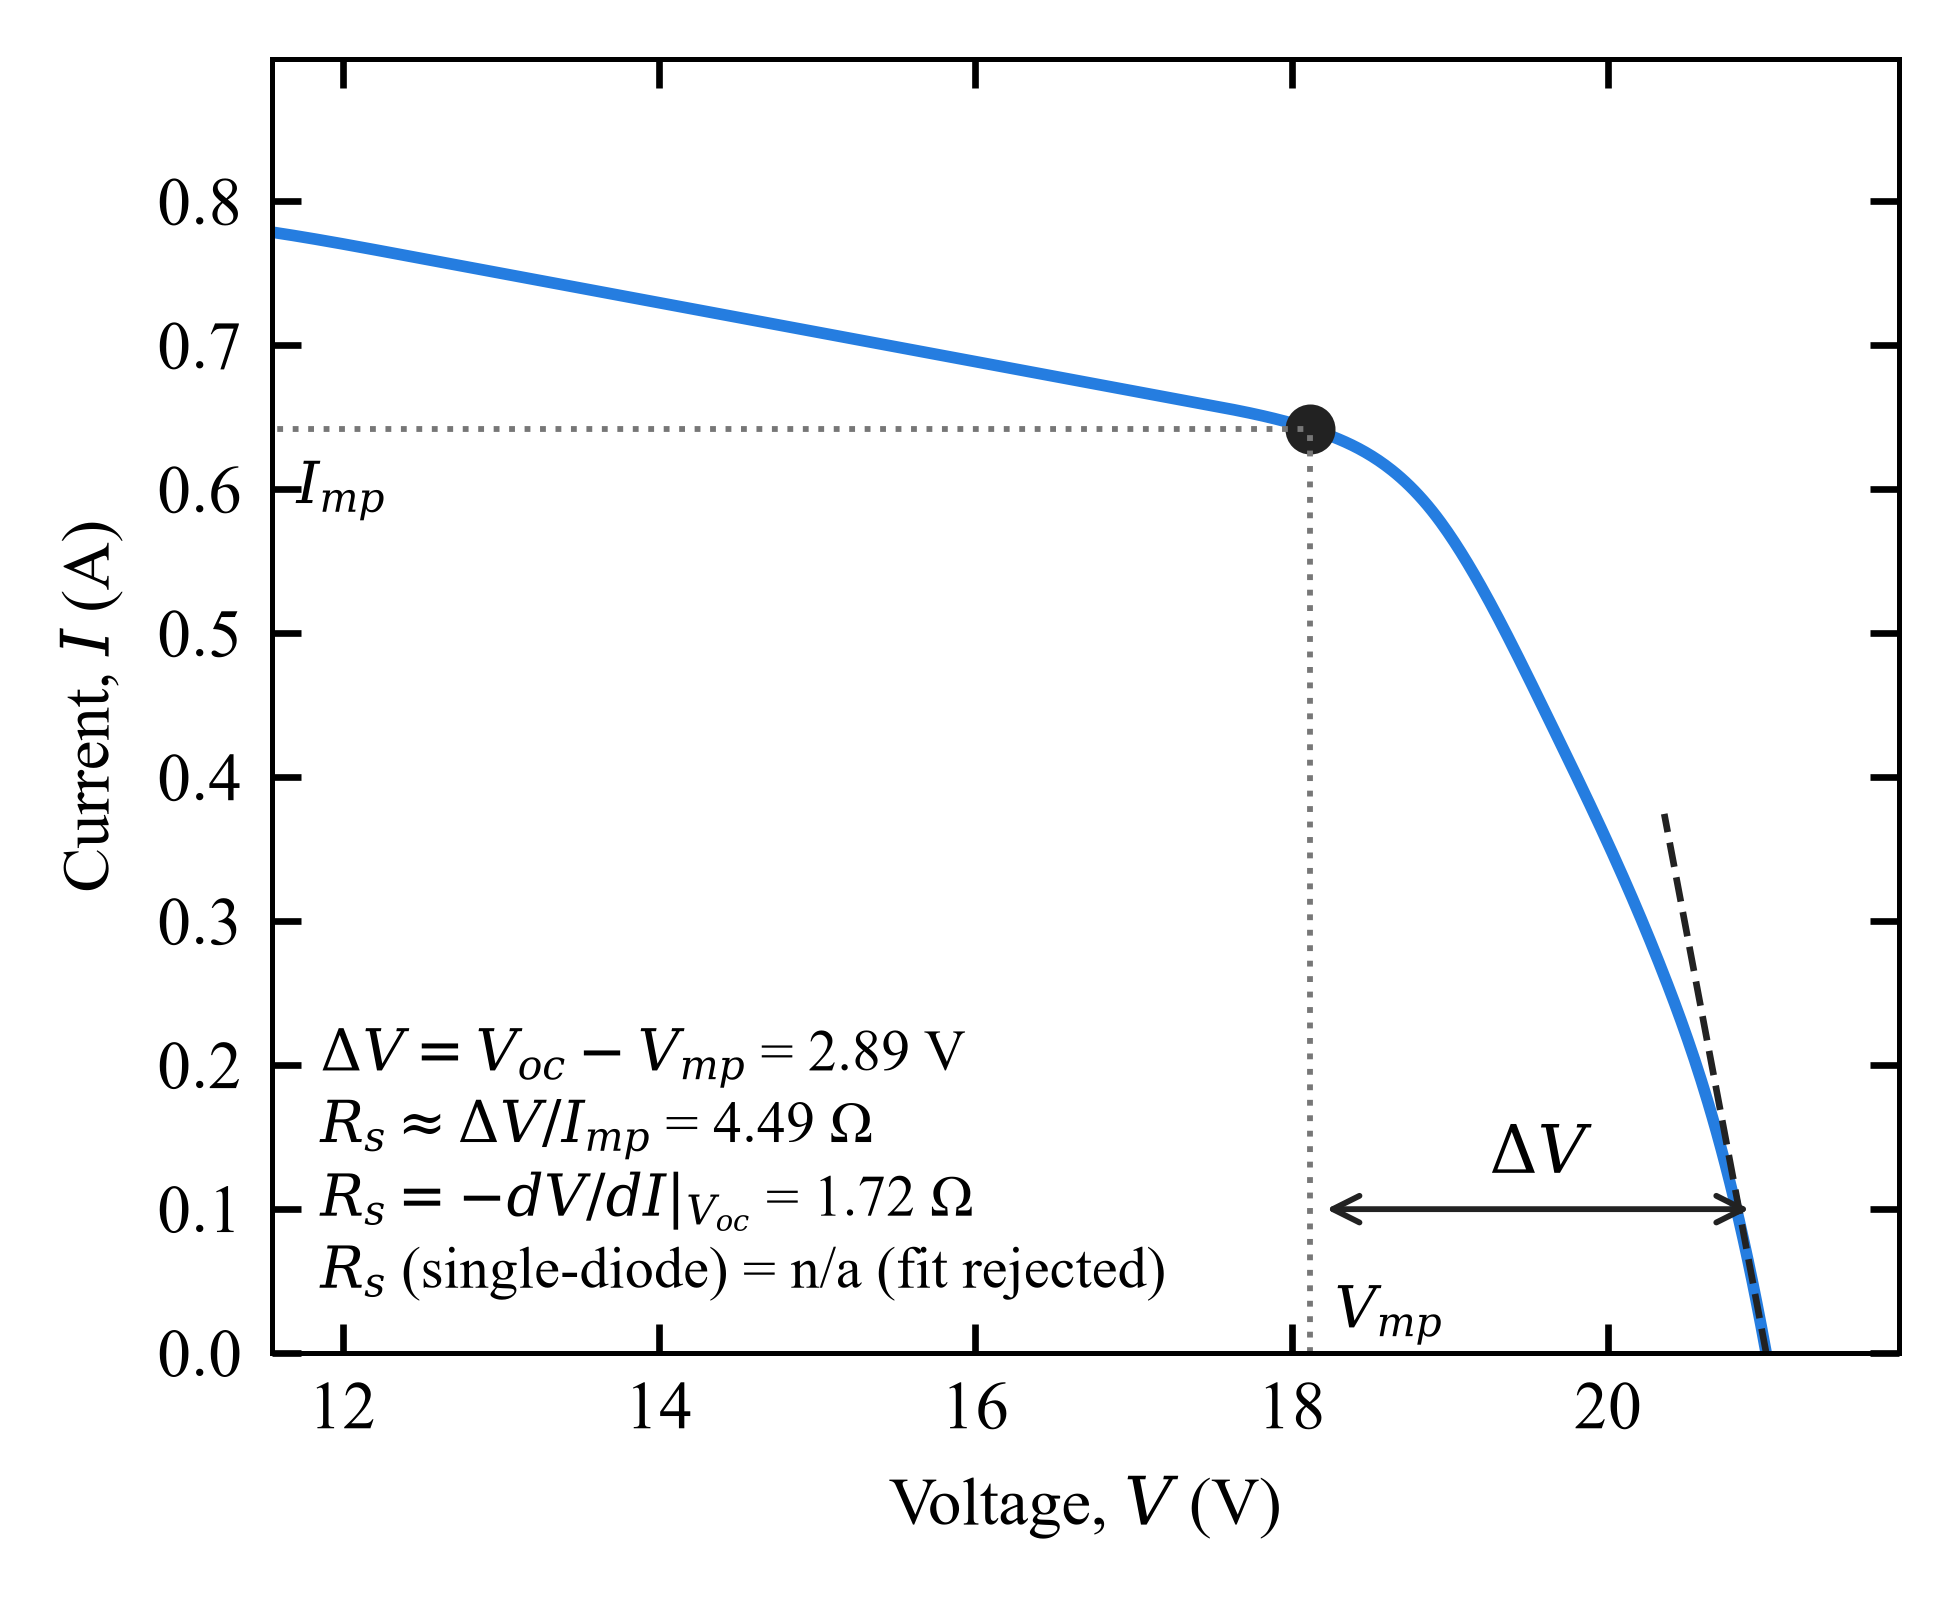 0.8
0.7
0.6
0.5
0.4
0.3
0.2
0.1
0.0
Current, I (A)
I_mp
ΔV = V_oc − V_mp = 2.89 V
R_s ≈ ΔV/I_mp = 4.49 Ω
R_s = −dV/dI|_V_oc = 1.72 Ω
R_s (single-diode) = n/a (fit rejected)
ΔV
V_mp
12 14 16 18 20
Voltage, V (V)